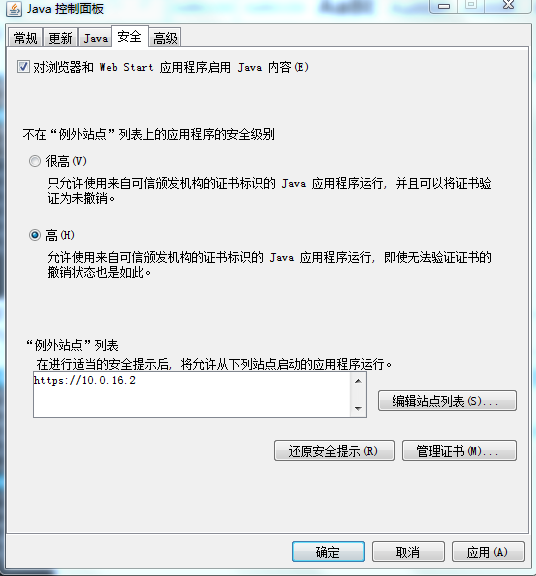 Java 控制面板
常规 更新 Java 安全 高级
对浏览器和 Web Start 应用程序启用 Java 内容(E)
不在“例外站点”列表上的应用程序的安全级别
很高(V)
只允许使用来自可信颁发机构的证书标识的 Java 应用程序运行, 并且可以将证书验
证为未撤销。
高(H)
允许使用来自可信颁发机构的证书标识的 Java 应用程序运行, 即使无法验证证书的
撤销状态也是如此。
“例外站点”列表
在进行适当的安全提示后, 将允许从下列站点启动的应用程序运行。
https://10.0.16.2
编辑站点列表(S)...
还原安全提示(R) 管理证书(M)...
确定 取消 应用(A)